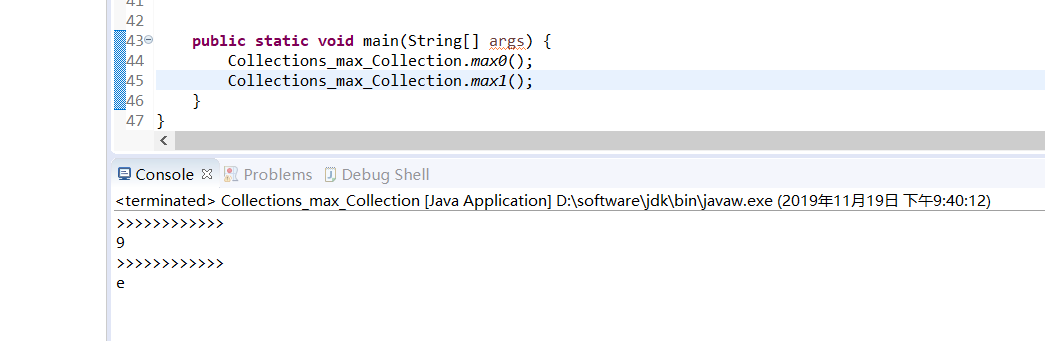 41
42
43 public static void main(String[] args) {
44 Collections_max_Collection.max0();
45 Collections_max_Collection.max1();
46 }
47 }
Console Problems Debug Shell
<terminated> Collections_max_Collection [Java Application] D:\software\jdk\bin\javaw.exe (2019年11月19日 下午9:40:12)
>>>>>>>>>>>>
9
>>>>>>>>>>>>
e